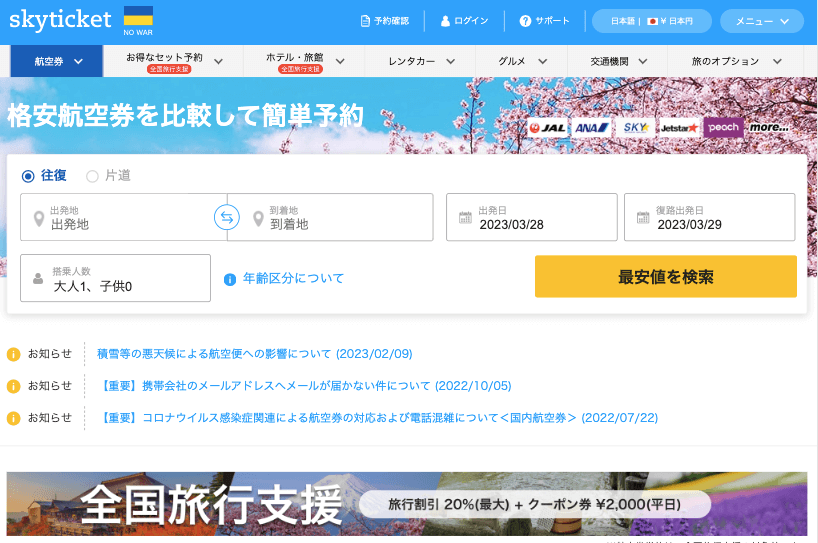 skyticket
NO WAR
予約確認
ログイン
サポート
日本語 | ¥ 日本円
メニュー
航空券
お得なセット予約
全国旅行支援
ホテル・旅館
全国旅行支援
レンタカー
グルメ
交通機関
旅のオプション
格安航空券を比較して簡単予約
JAL ANA SKY Jetstar peach more...
往復 片道
出発地
出発地
到着地
到着地
出発日
2023/03/28
復路出発日
2023/03/29
搭乗人数
大人1、子供0
年齢区分について
最安値を検索
お知らせ 積雪等の悪天候による航空便への影響について (2023/02/09)
お知らせ 【重要】携帯会社のメールアドレスへメールが届かない件について (2022/10/05)
お知らせ 【重要】コロナウイルス感染症関連による航空券の対応および電話混雑について<国内航空券> (2022/07/22)
全国旅行支援 旅行割引 20%(最大) + クーポン券 ¥2,000(平日)